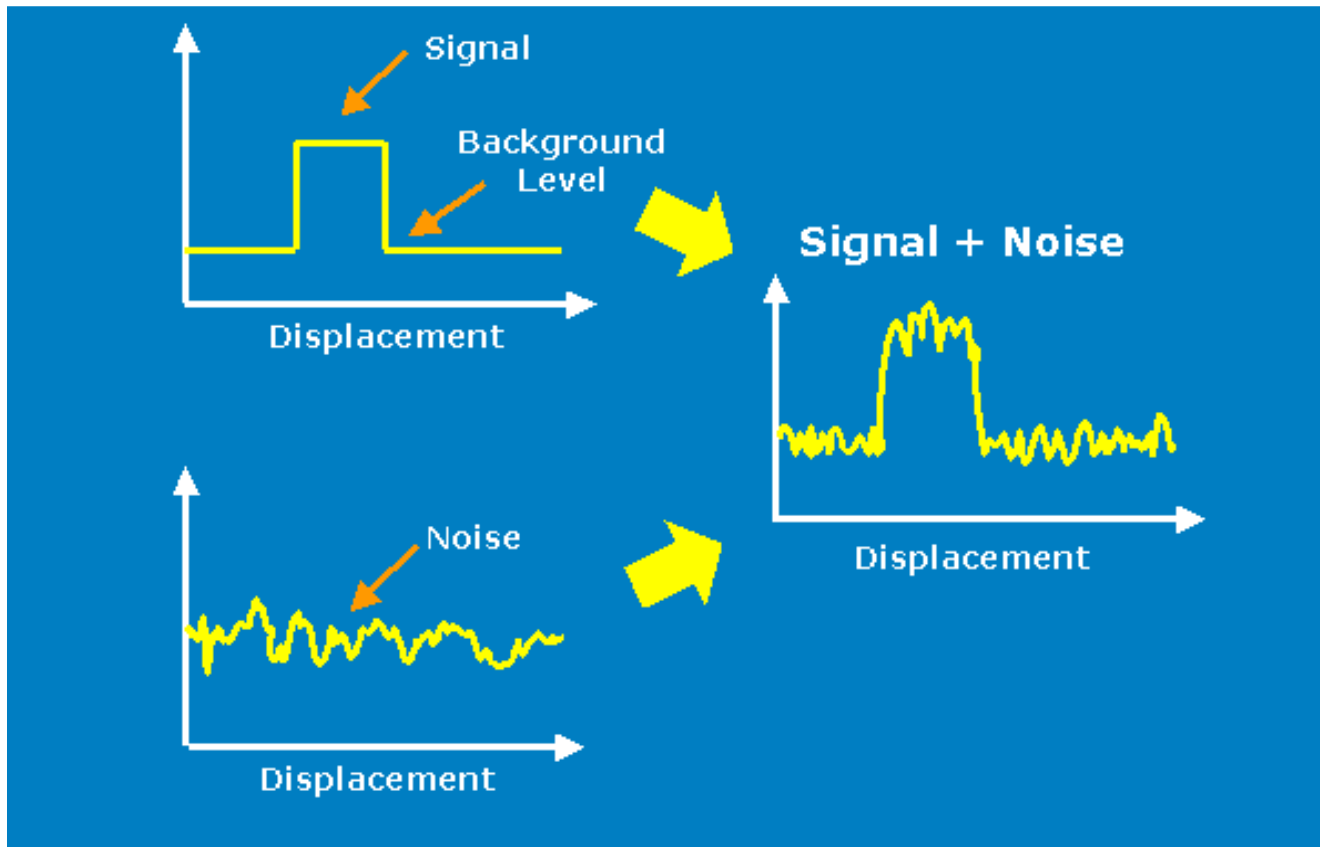 Signal
Background
Level
Displacement
Signal + Noise
Displacement
Noise
Displacement